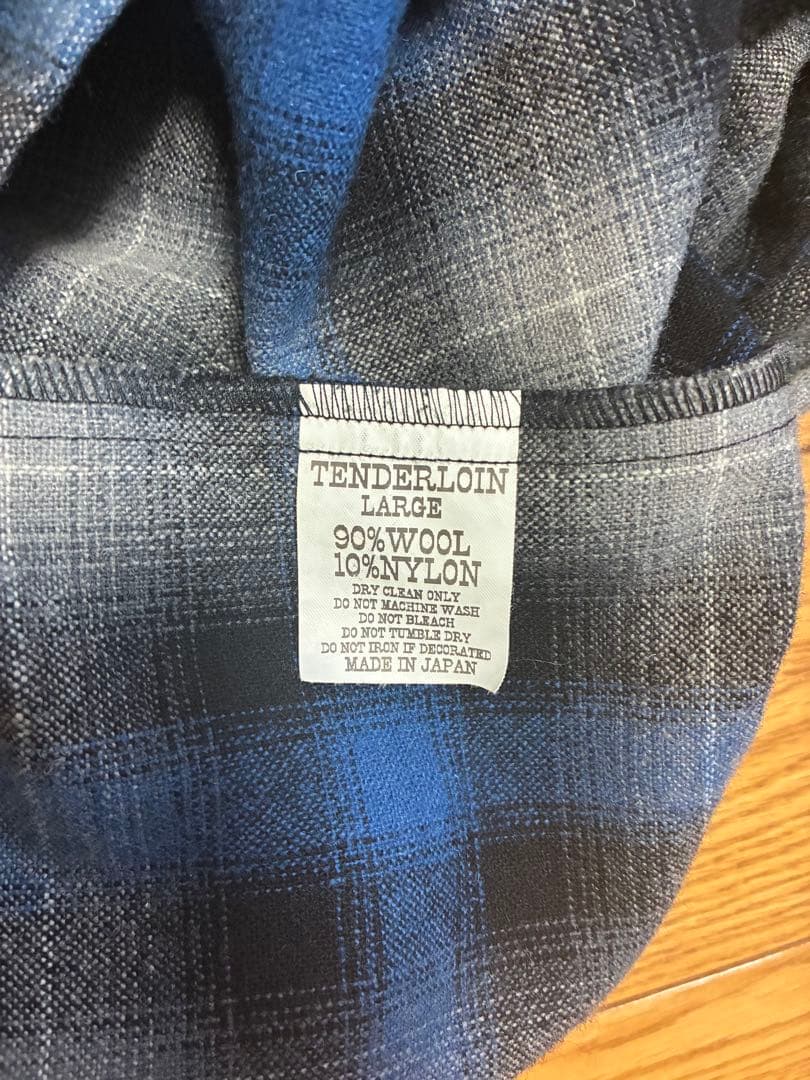 TENDERLOIN
LARGE
90%WOOL
10%NYLON
DRY CLEAN ONLY
DO NOT MACHINE WASH
DO NOT BLEACH
DO NOT TUMBLE DRY
DO NOT IRON IF DECORATED
MADE IN JAPAN